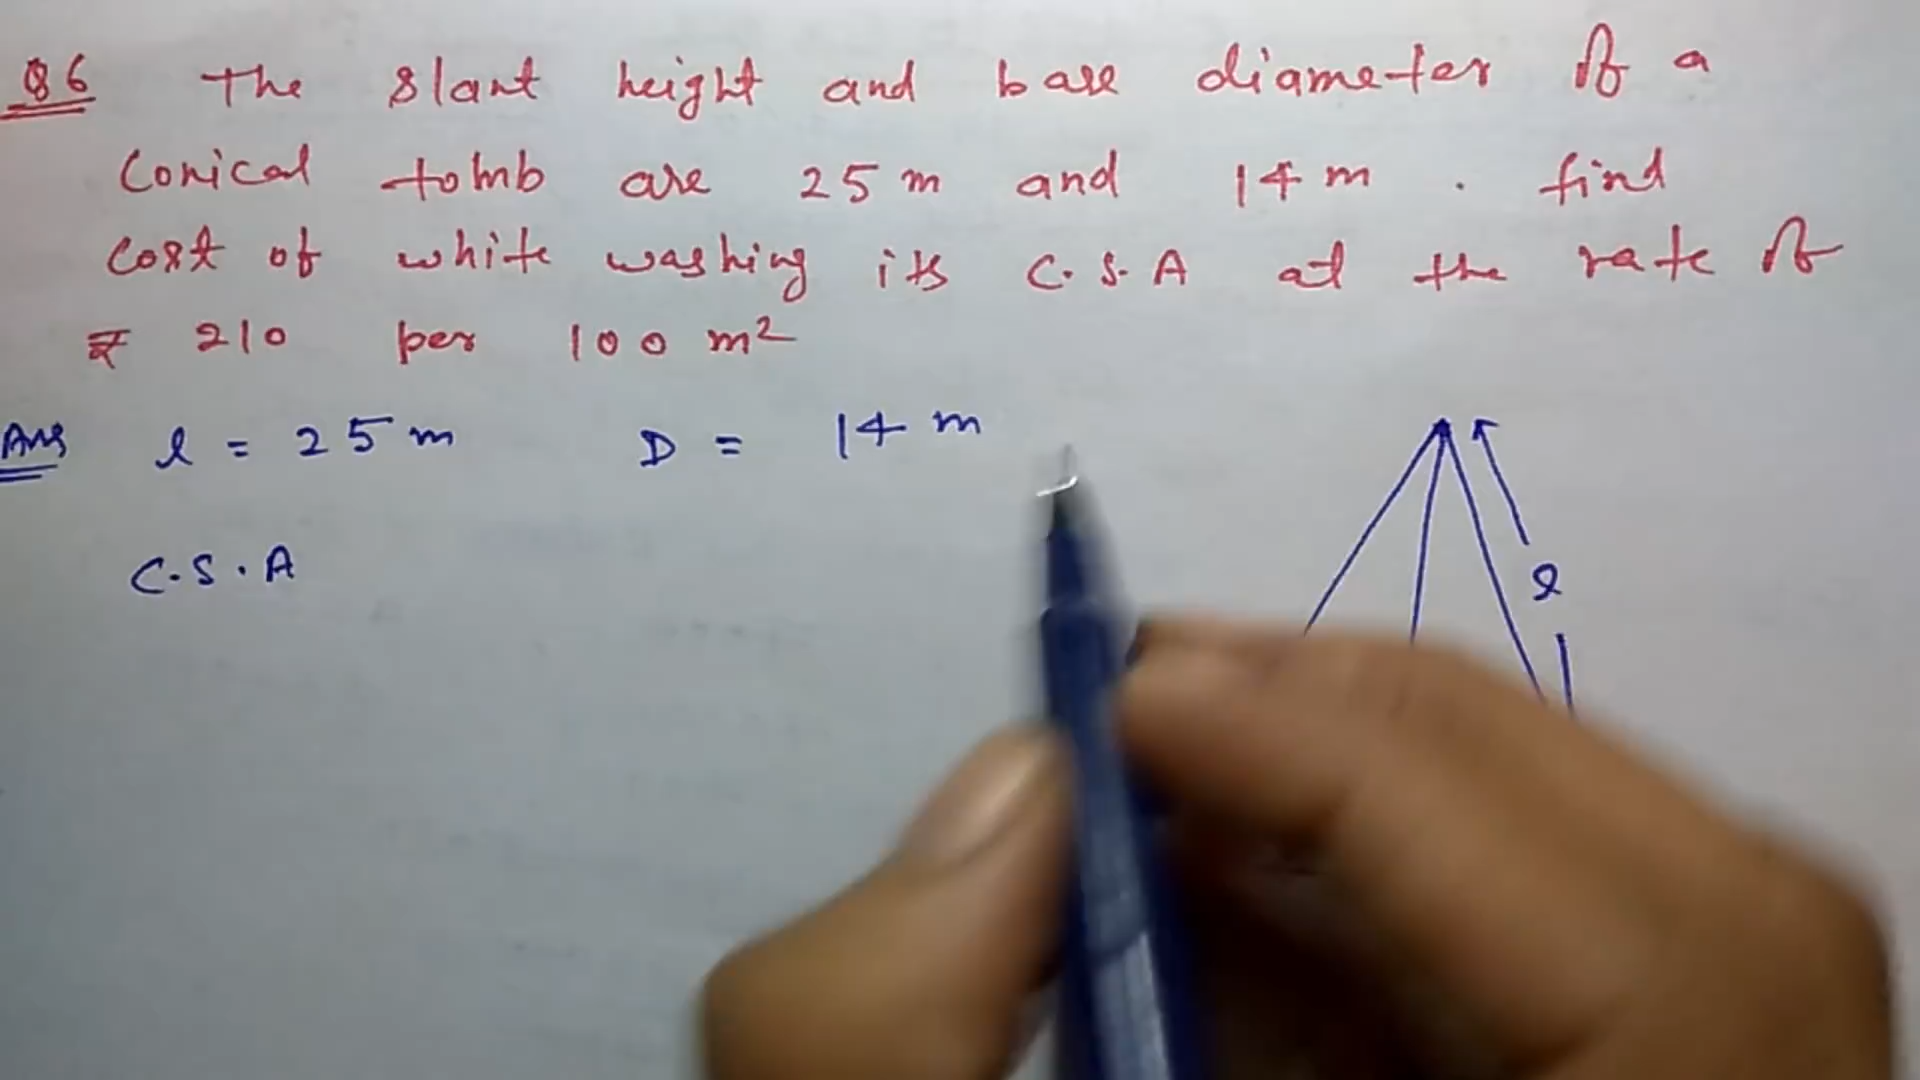 Q6 The slant height and base diameter of a
Conical tomb are 25 m and 14 m . find
Cost of white washing its C.S.A at the rate of
₹ 210 per 100 m²
Ans l = 25 m D = 14 m
C.S.A
l